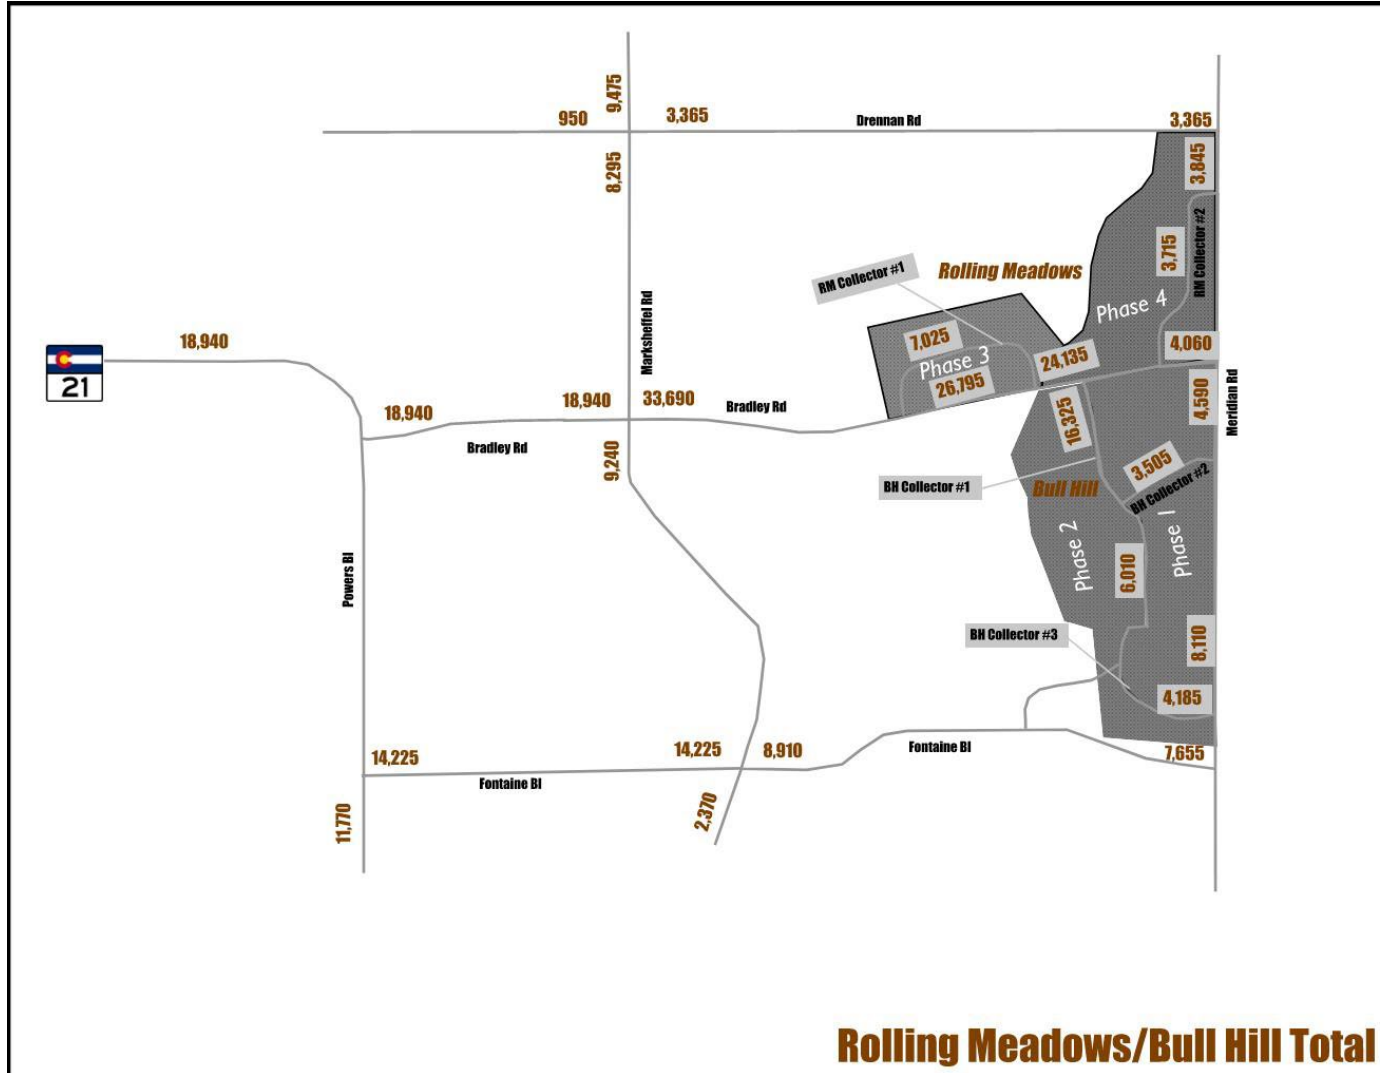 9,475
950
3,365
Drennan Rd
3,365
8,295
3,845
RM Collector #2
3,715
Rolling Meadows
RM Collector #1
Phase 4
Marksheffel Rd
18,940
7,025
Phase 3
24,135
4,060
21
26,795
18,940
18,940
33,690
Bradley Rd
4,590
Meridian Rd
16,325
Bradley Rd
9,240
3,505
BH Collector #2
BH Collector #1
Bull Hill
Phase 2
Phase 1
6,010
Powers Bl
BH Collector #3
8,110
4,185
14,225
14,225
8,910
Fontaine Bl
7,655
Fontaine Bl
11,770
2,370
Rolling Meadows/Bull Hill Total